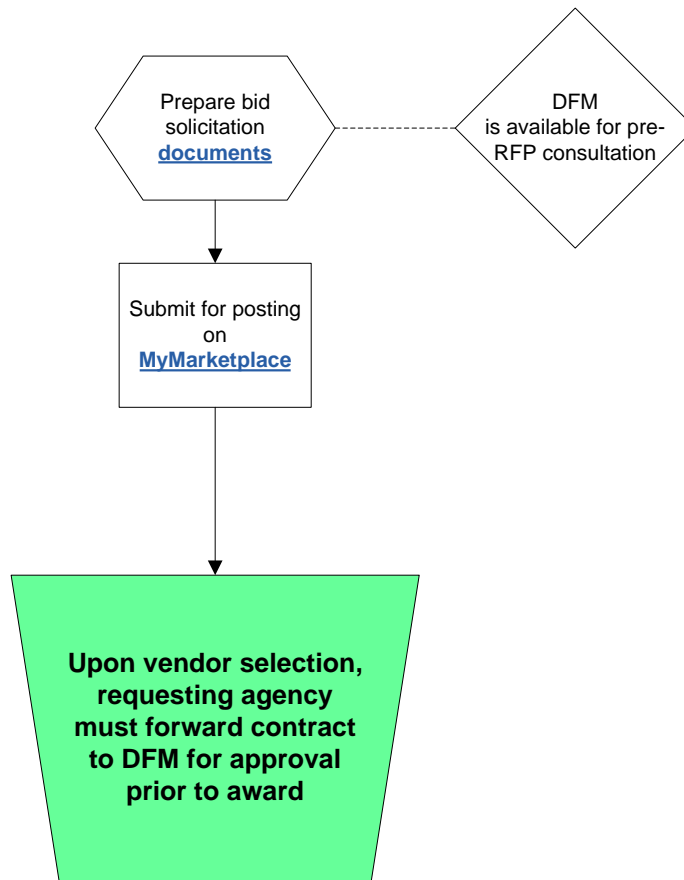 Prepare bid
solicitation
documents
DFM
is available for pre-
RFP consultation
Submit for posting
on
MyMarketplace
Upon vendor selection,
requesting agency
must forward contract
to DFM for approval
prior to award